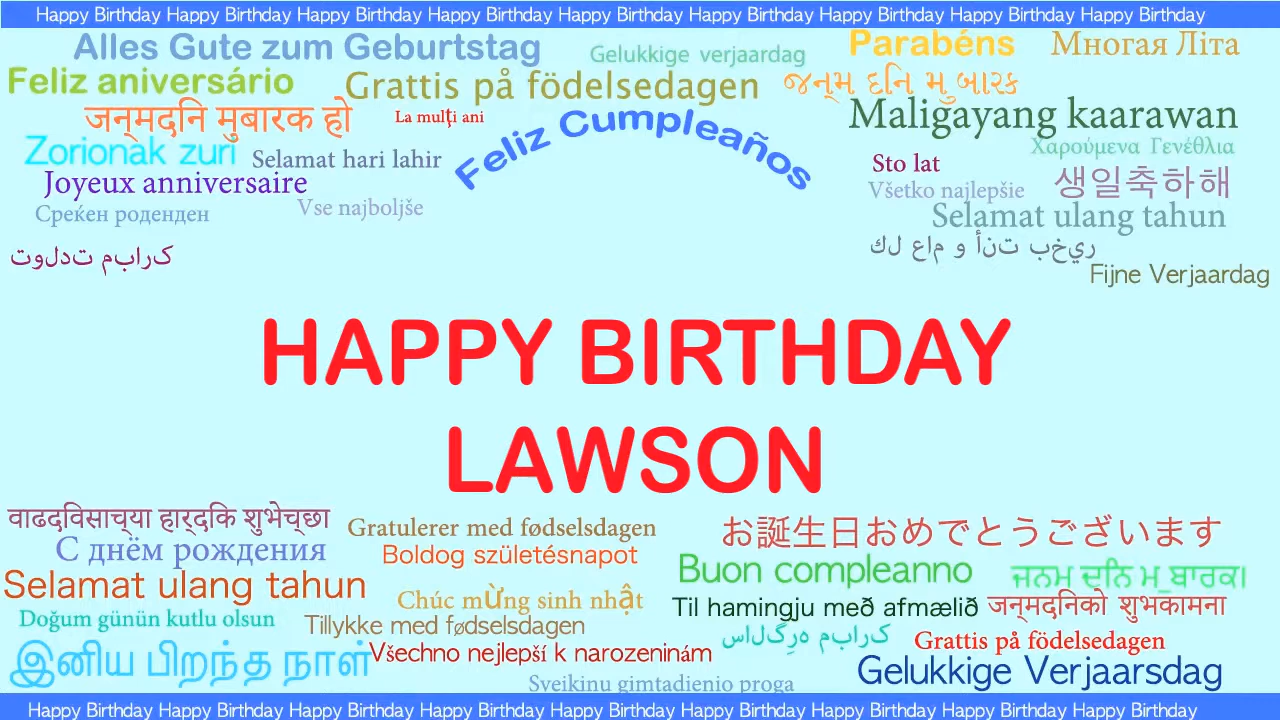 Happy Birthday Happy Birthday Happy Birthday Happy Birthday Happy Birthday Happy Birthday Happy Birthday Happy Birthday Happy Birthday
Alles Gute zum Geburtstag
Gelukkige verjaardag
Parabéns
Многая Літа
Feliz aniversário
Grattis på födelsedagen
જન્મ દિન મુબારક
जन्मदिन मुबारक हो
La mulţi ani
Feliz Cumpleaños
Maligayang kaarawan
Zorionak zuri
Selamat hari lahir
Sto lat
Χαρούμενα Γενέθλια
Joyeux anniversaire
Všetko najlepšie
생일축하해
Среќен роденден
Vse najboljše
Selamat ulang tahun
تولدت مبارک
كل عام و أنت بخير
Fijne Verjaardag
HAPPY BIRTHDAY
LAWSON
वाढदिवसाच्या हार्दिक शुभेच्छा
Gratulerer med fødselsdagen
お誕生日おめでとうございます
С днём рождения
Boldog születésnapot
Buon compleanno
ਜਨਮ ਦਿਨ ਮੁਬਾਰਕ।
Selamat ulang tahun
Chúc mừng sinh nhật
Til hamingju með afmælið
जन्मदिनको शुभकामना
Doğum günün kutlu olsun
Tillykke med fødselsdagen
سالگرہ مبارک
Grattis på födelsedagen
இனிய பிறந்த நாள்
Všechno nejlepší k narozeninám
Gelukkige Verjaarsdag
Sveikinu gimtadienio proga
Happy Birthday Happy Birthday Happy Birthday Happy Birthday Happy Birthday Happy Birthday Happy Birthday Happy Birthday Happy Birthday